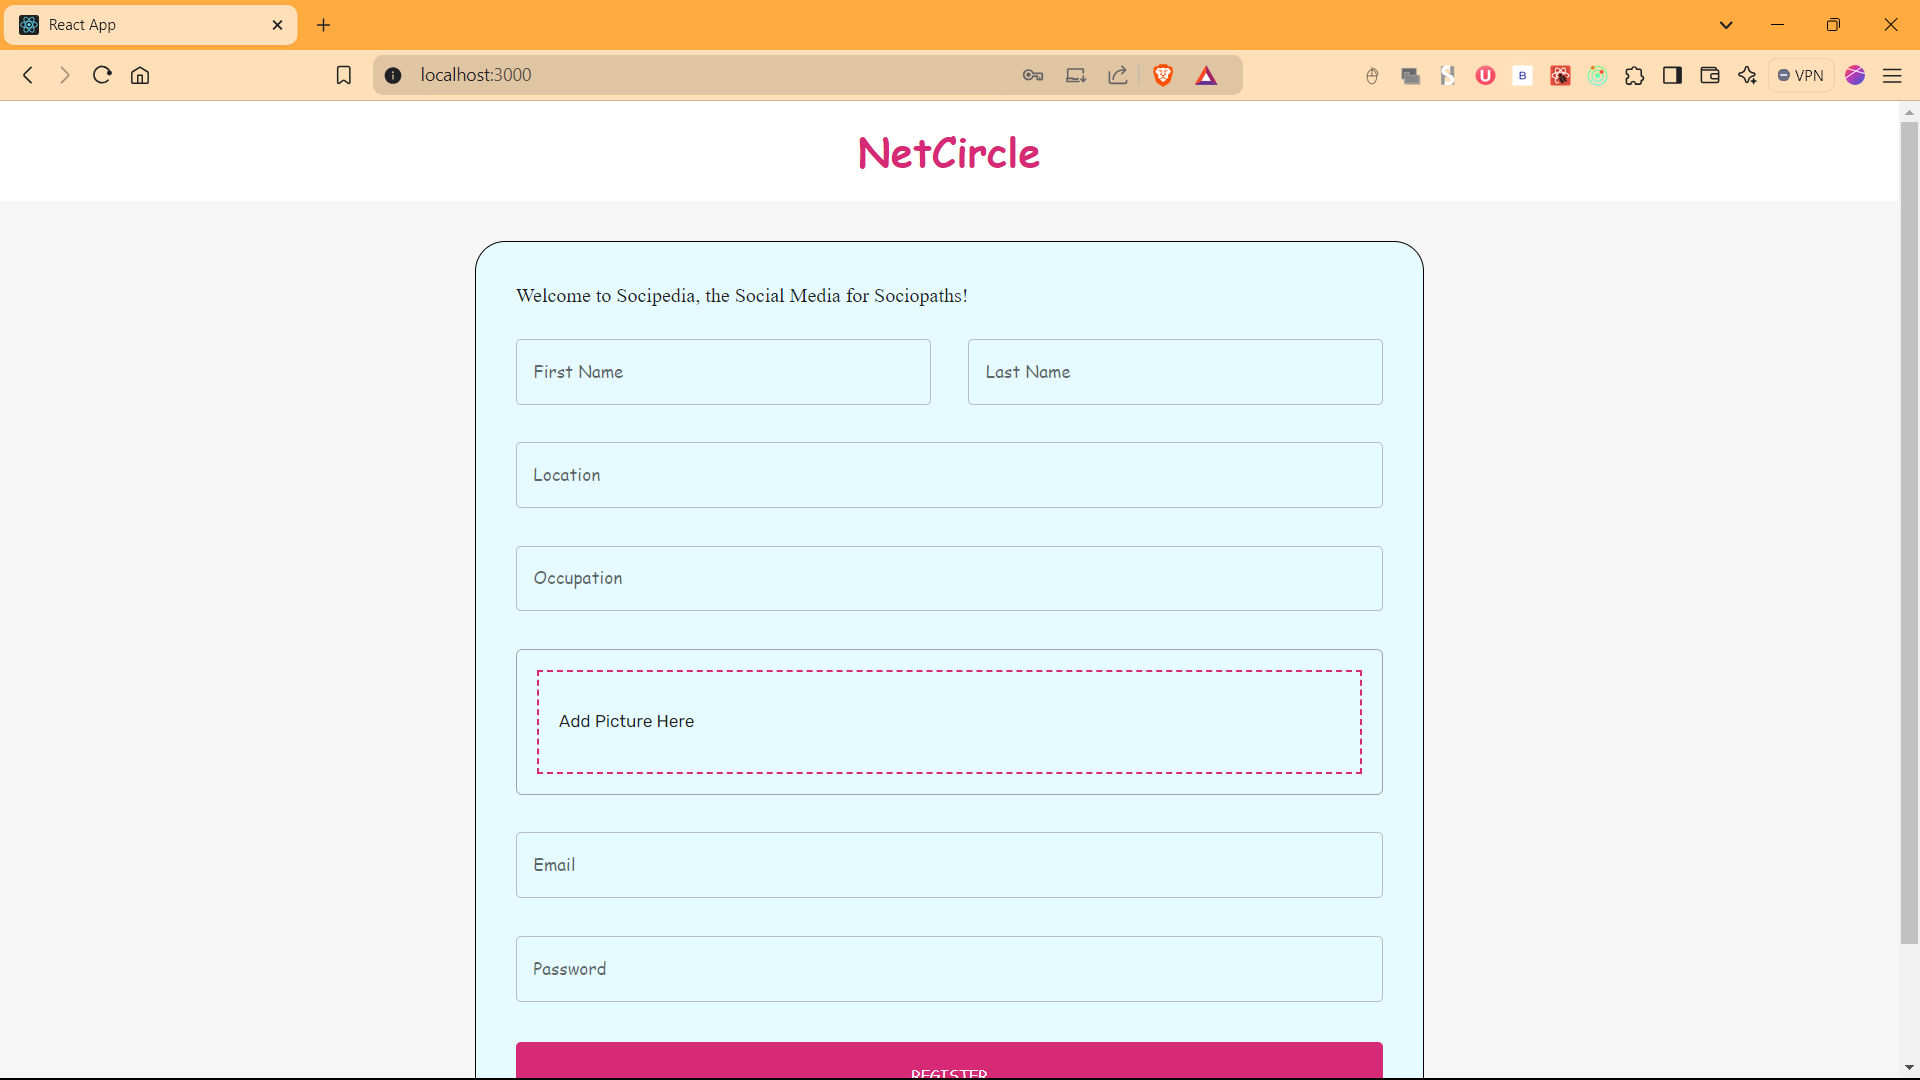 React App
localhost:3000
U
B
VPN
NetCircle
Welcome to Socipedia, the Social Media for Sociopaths!
First Name
Last Name
Location
Occupation
Add Picture Here
Email
Password
REGISTER